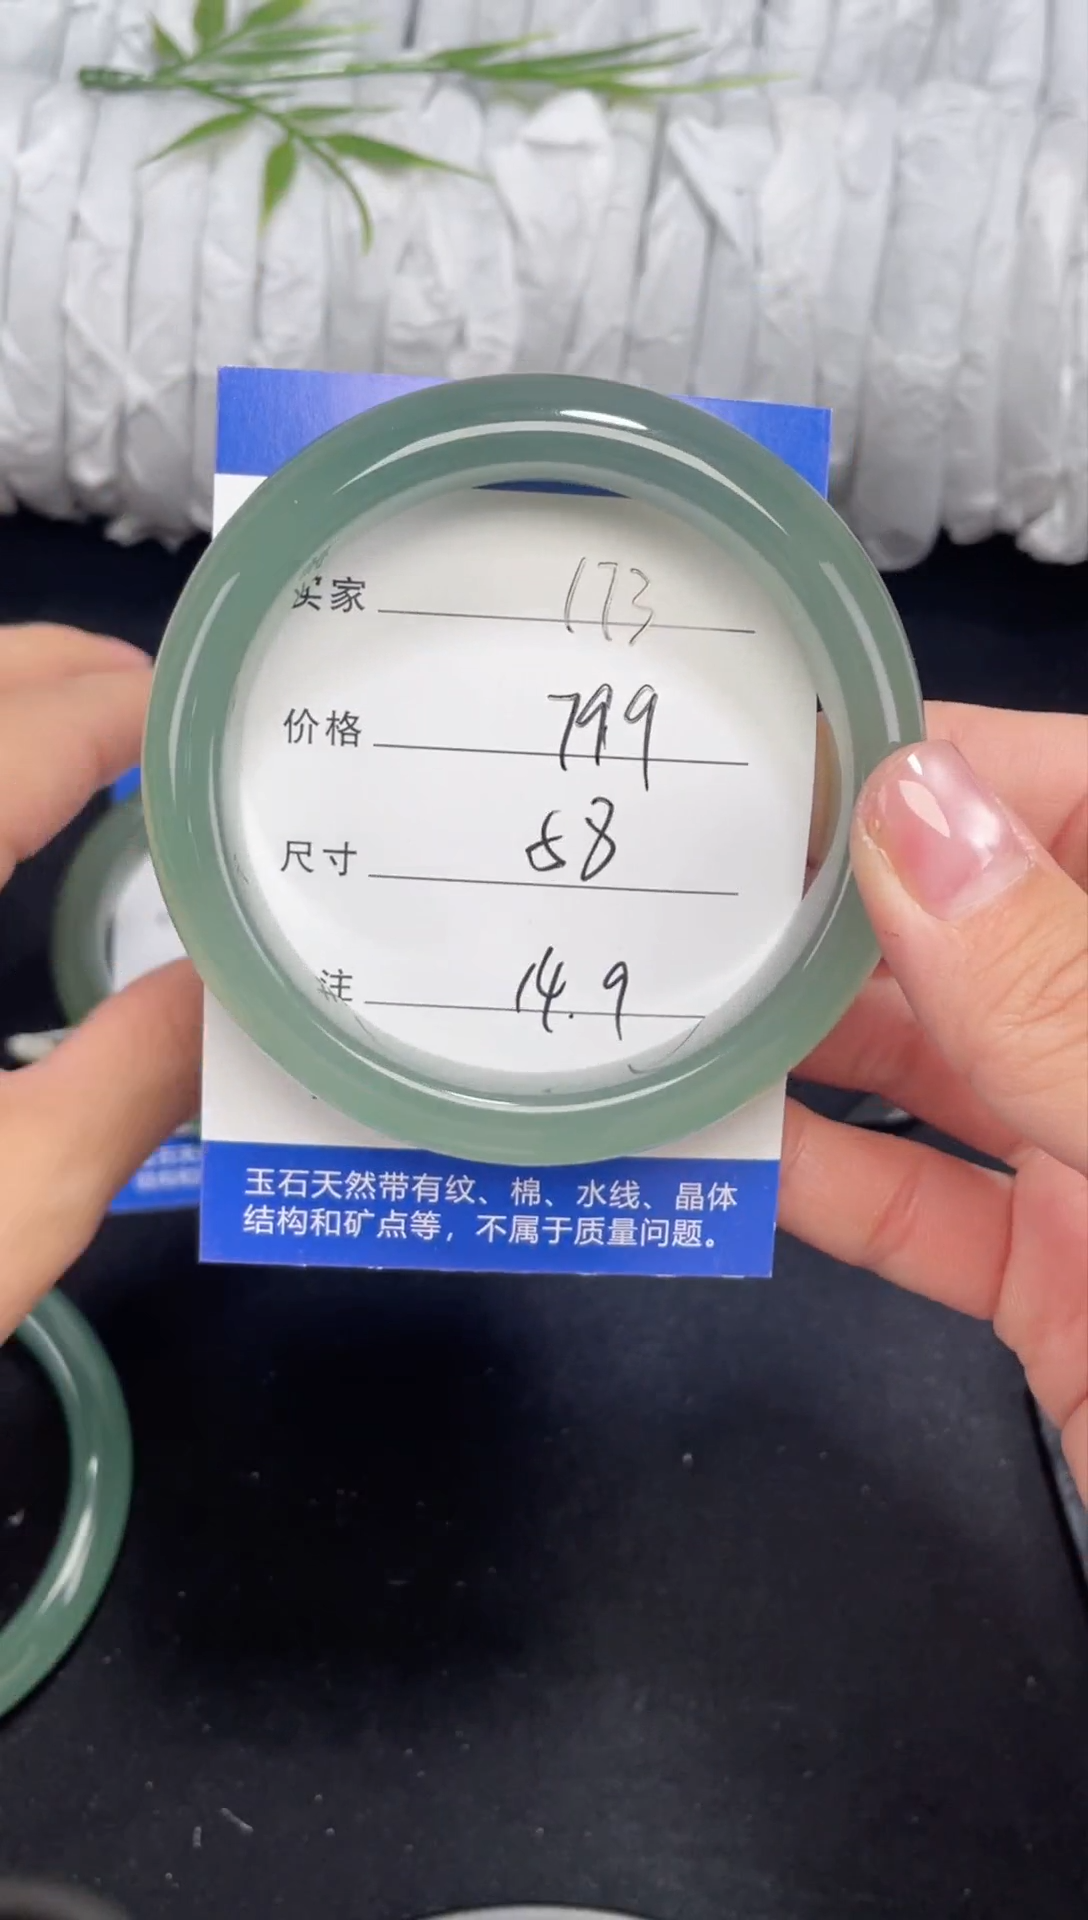 买家 173
价格 799
尺寸 58
注 14.9
玉石天然带有纹、棉、水线、晶体
结构和矿点等，不属于质量问题。